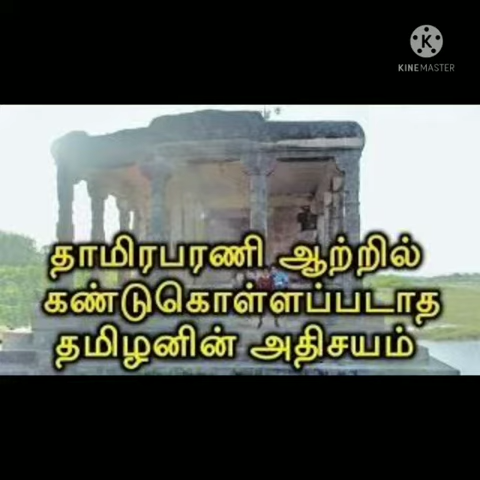 K
KINEMASTER
தாமிரபரணி ஆற்றில்
கண்டுகொள்ளப்படாத
தமிழனின் அதிசயம்